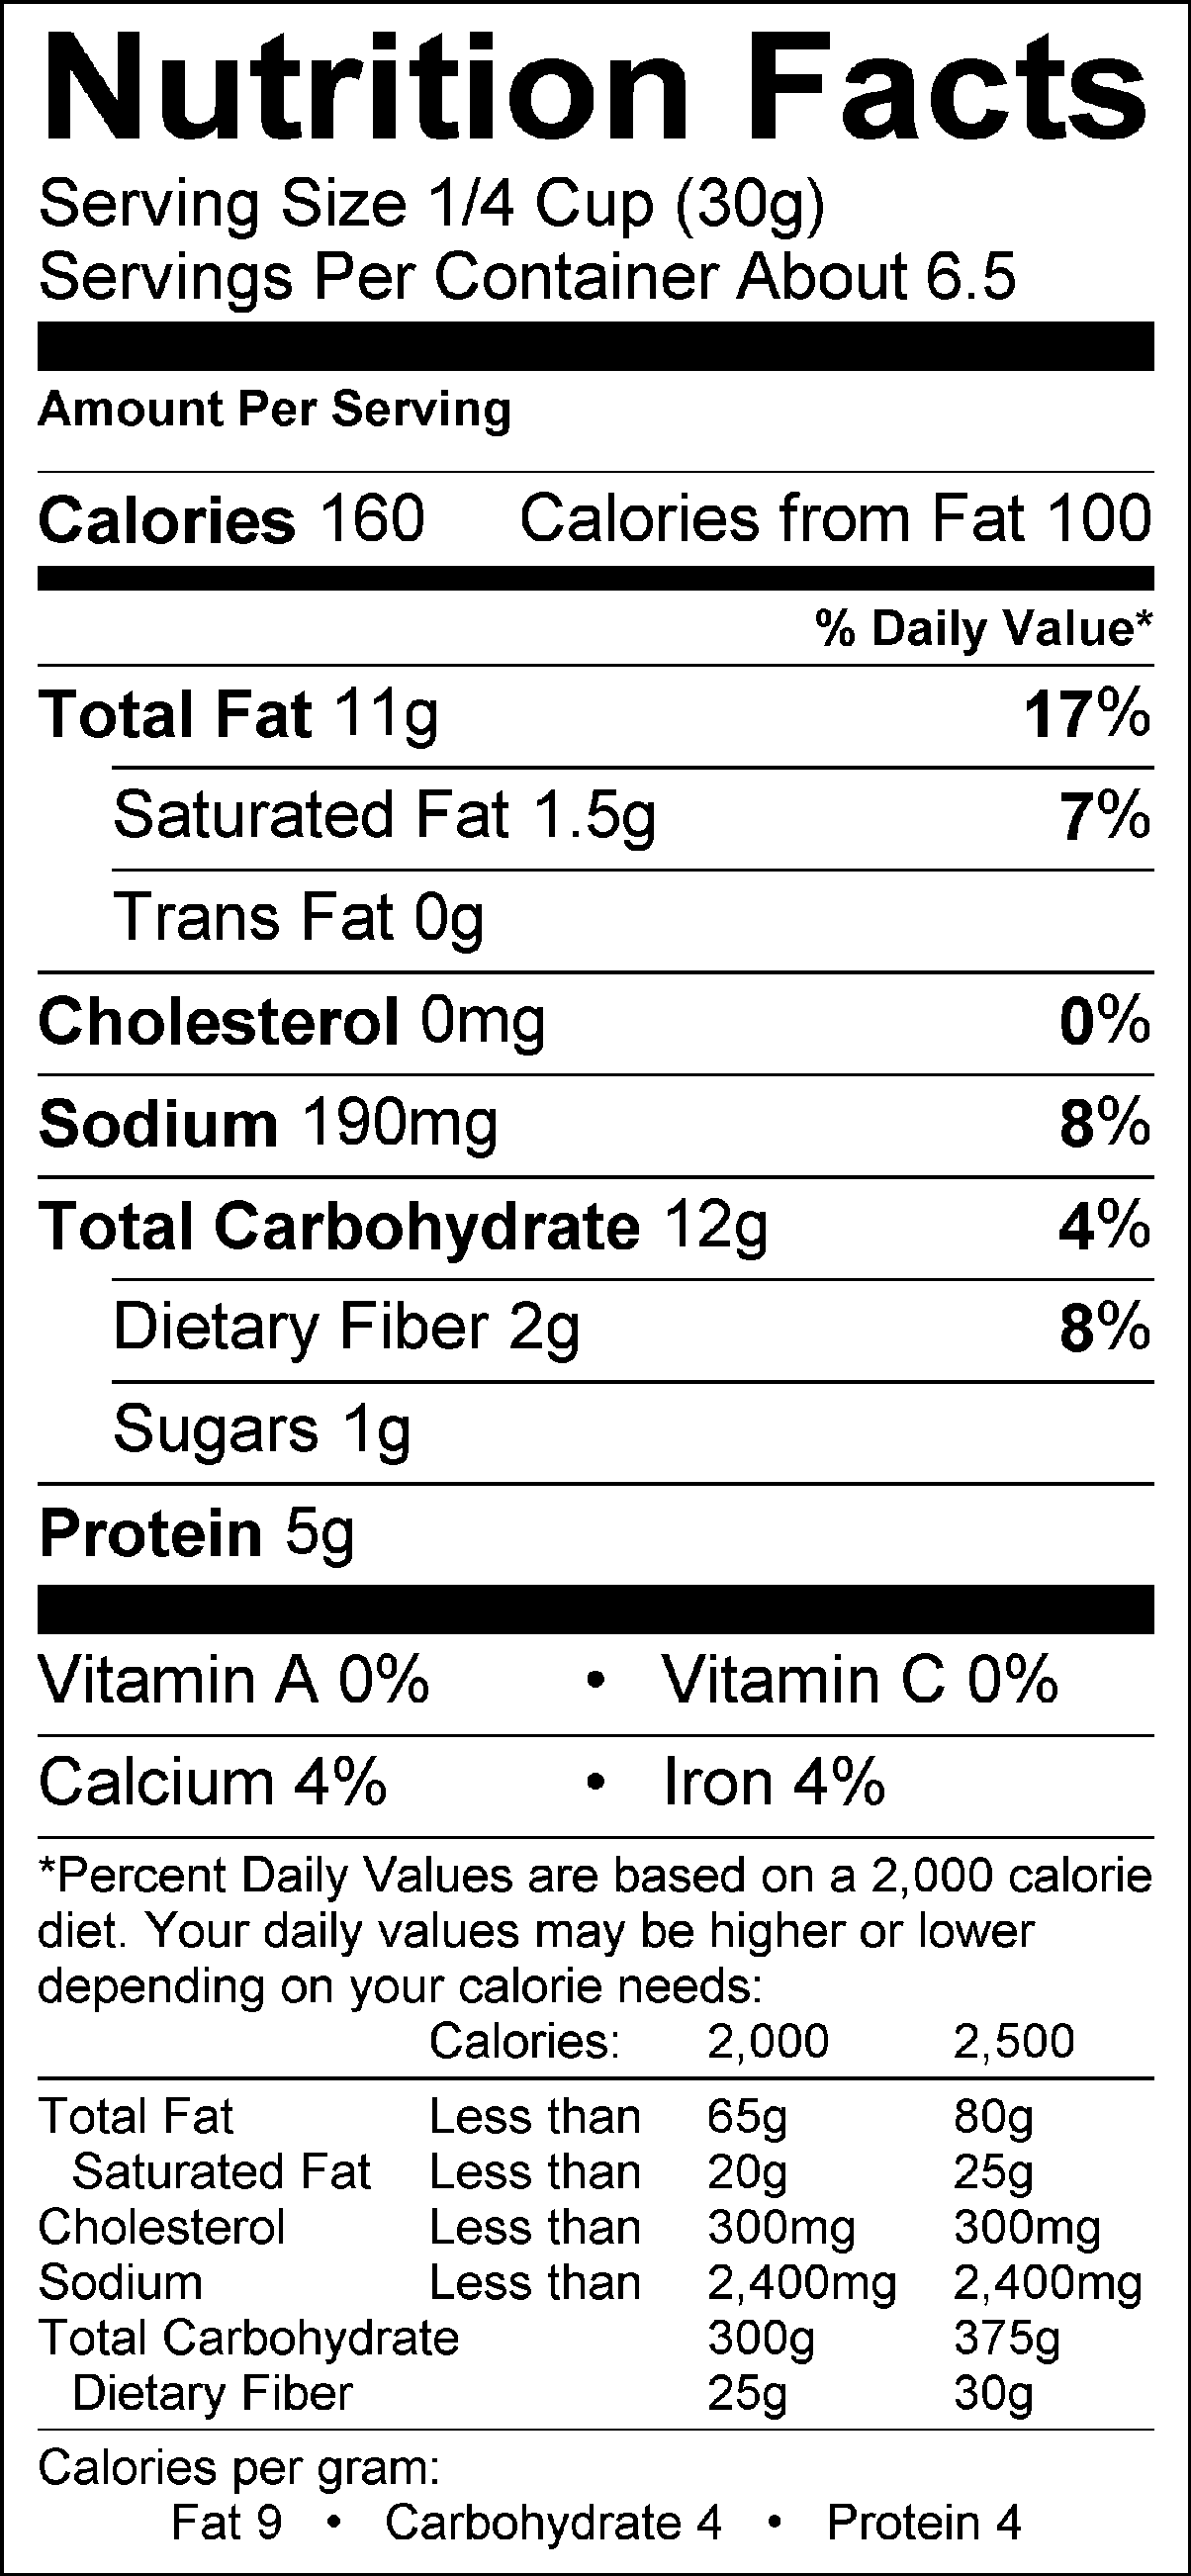 Nutrition Facts
Serving Size 1/4 Cup (30g)
Servings Per Container About 6.5
Amount Per Serving
Calories 160 Calories from Fat 100
% Daily Value*
Total Fat 11g 17%
Saturated Fat 1.5g 7%
Trans Fat 0g
Cholesterol 0mg 0%
Sodium 190mg 8%
Total Carbohydrate 12g 4%
Dietary Fiber 2g 8%
Sugars 1g
Protein 5g
Vitamin A 0% • Vitamin C 0%
Calcium 4% • Iron 4%
*Percent Daily Values are based on a 2,000 calorie
diet. Your daily values may be higher or lower
depending on your calorie needs:
Calories: 2,000 2,500
Total Fat Less than 65g 80g
Saturated Fat Less than 20g 25g
Cholesterol Less than 300mg 300mg
Sodium Less than 2,400mg 2,400mg
Total Carbohydrate 300g 375g
Dietary Fiber 25g 30g
Calories per gram:
Fat 9 • Carbohydrate 4 • Protein 4